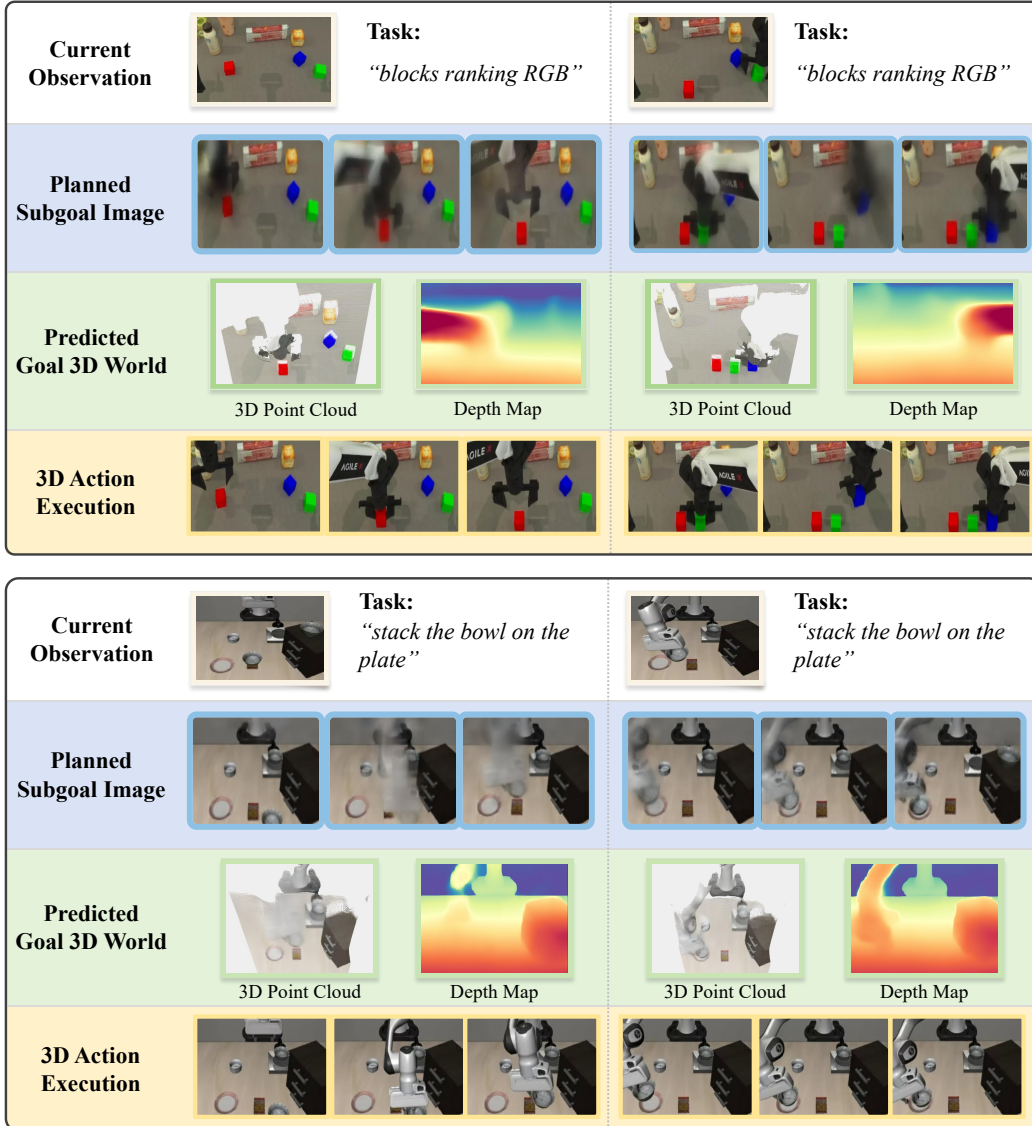 Current
Observation
Task:
“blocks ranking RGB”
Task:
“blocks ranking RGB”
Planned
Subgoal Image
Predicted
Goal 3D World
3D Point Cloud
Depth Map
3D Point Cloud
Depth Map
3D Action
Execution
AGILE
AGILE
AGILE
AGILE
Current
Observation
Task:
“stack the bowl on the
plate”
Task:
“stack the bowl on the
plate”
Planned
Subgoal Image
Predicted
Goal 3D World
3D Point Cloud
Depth Map
3D Point Cloud
Depth Map
3D Action
Execution